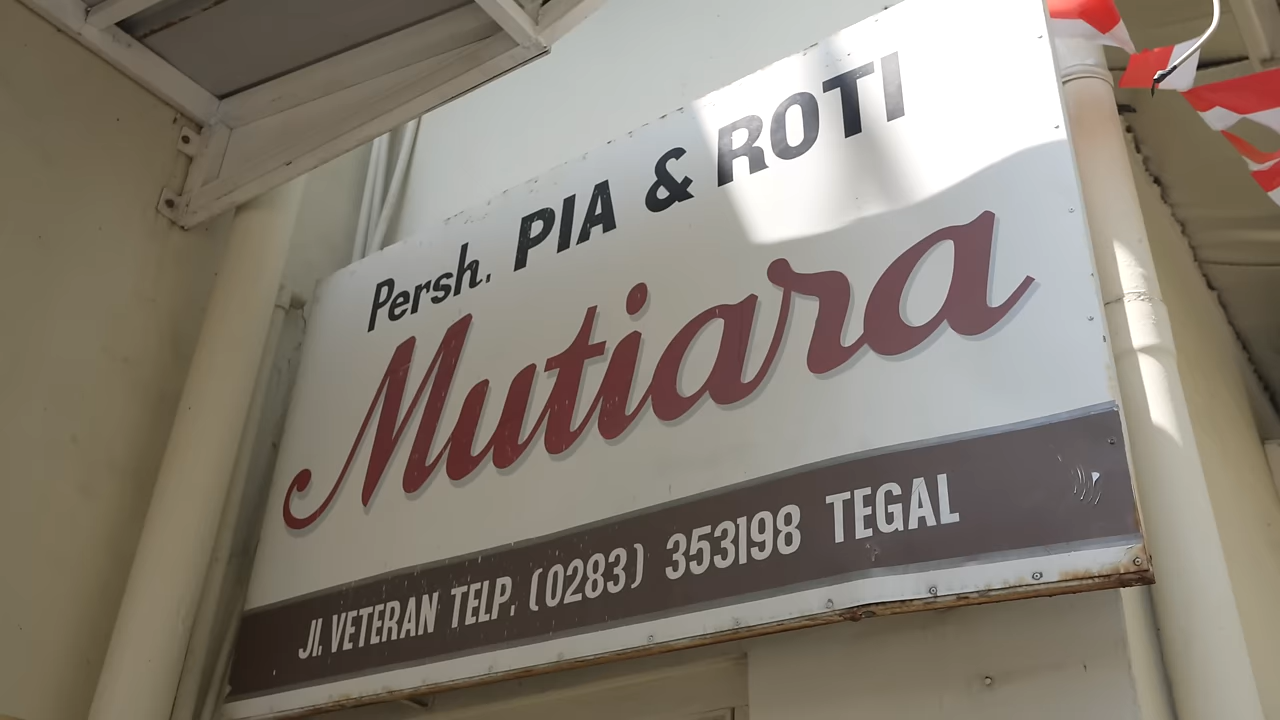 Persh. PIA & ROTI
Mutiara
Jl. VETERAN TELP. (0283) 353198 TEGAL